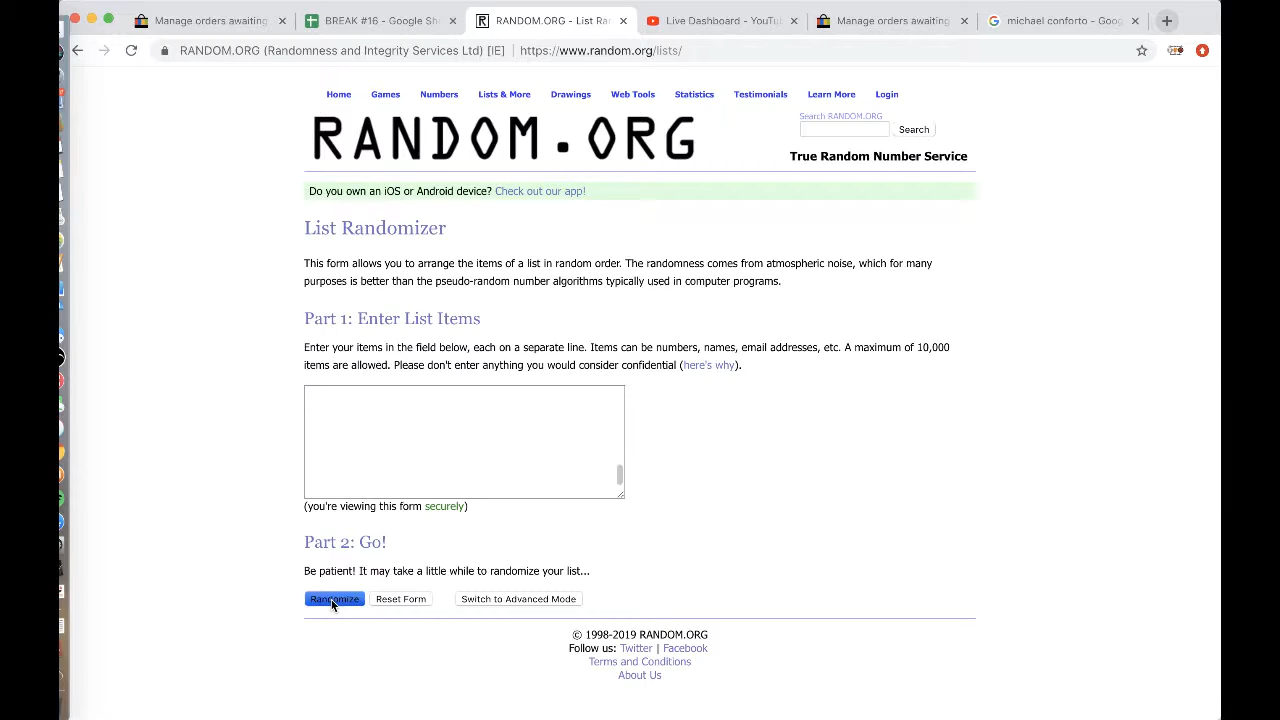 Manage orders awaiting
BREAK #16 - Google Sh
RANDOM.ORG - List Ran
Live Dashboard - YouTu
Manage orders awaiting
michael conforto - Goog
RANDOM.ORG (Randomness and Integrity Services Ltd) [IE]
https://www.random.org/lists/
Home Games Numbers Lists & More Drawings Web Tools Statistics Testimonials Learn More Login
RANDOM.ORG
Search RANDOM.ORG
Search
True Random Number Service
Do you own an iOS or Android device? Check out our app!
List Randomizer
This form allows you to arrange the items of a list in random order. The randomness comes from atmospheric noise, which for many
purposes is better than the pseudo-random number algorithms typically used in computer programs.
Part 1: Enter List Items
Enter your items in the field below, each on a separate line. Items can be numbers, names, email addresses, etc. A maximum of 10,000
items are allowed. Please don't enter anything you would consider confidential (here's why).
(you're viewing this form securely)
Part 2: Go!
Be patient! It may take a little while to randomize your list...
Randomize Reset Form Switch to Advanced Mode
© 1998-2019 RANDOM.ORG
Follow us: Twitter | Facebook
Terms and Conditions
About Us